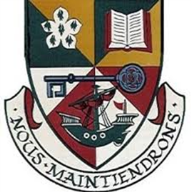 · NOUS · MAINTIENDRONS ·